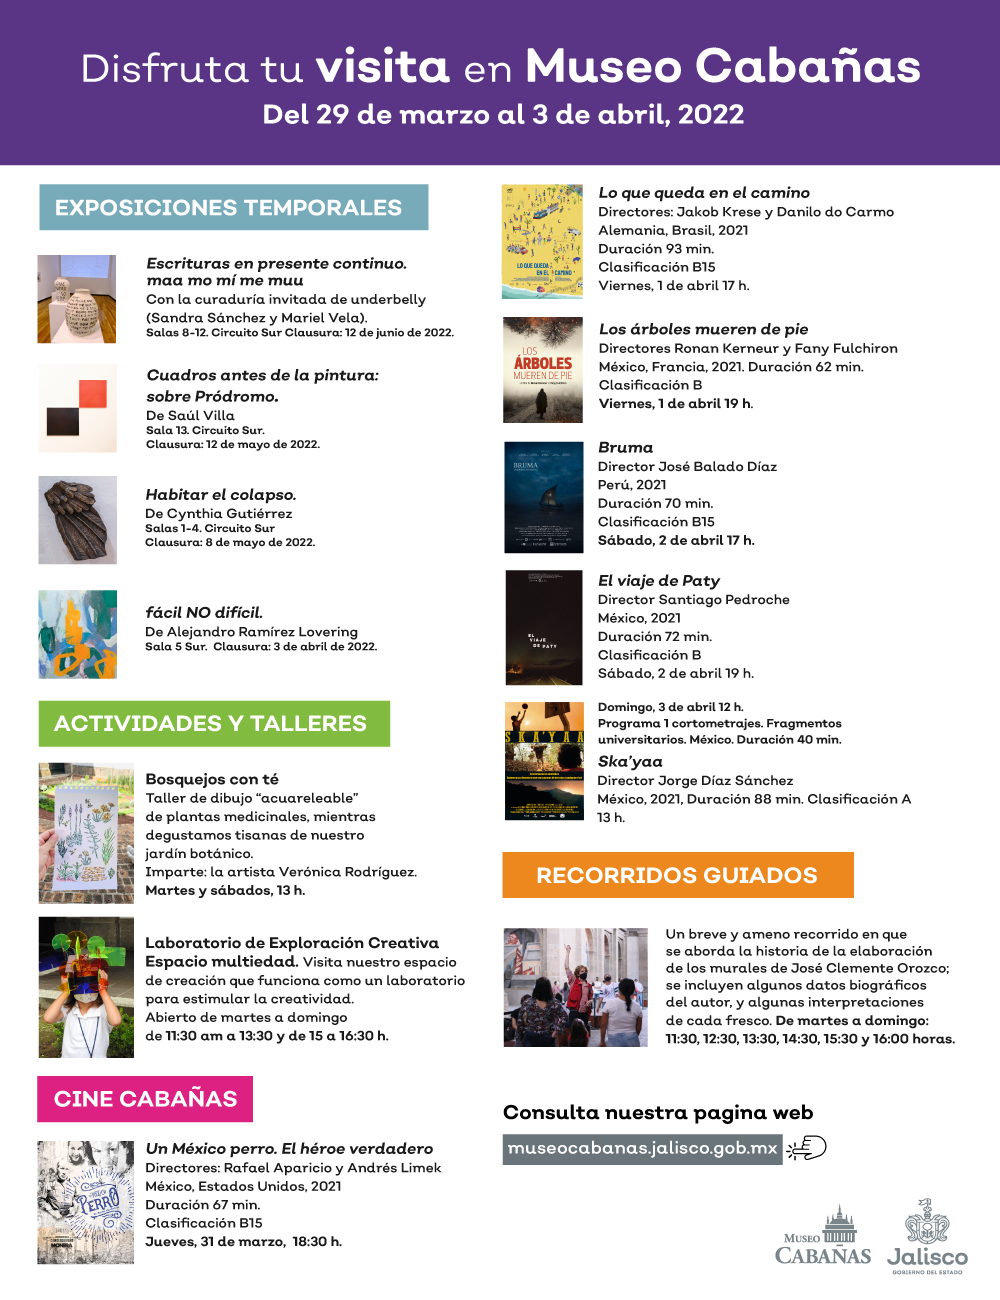 Disfruta tu visita en Museo Cabañas
Del 29 de marzo al 3 de abril, 2022
EXPOSICIONES TEMPORALES
Escrituras en presente continuo.
maa mo mí me muu
Con la curaduría invitada de underbelly
(Sandra Sánchez y Mariel Vela).
Salas 8-12. Circuito Sur Clausura: 12 de junio de 2022.
Cuadros antes de la pintura:
sobre Pródromo.
De Saúl Villa
Sala 13. Circuito Sur.
Clausura: 12 de mayo de 2022.
Habitar el colapso.
De Cynthia Gutiérrez
Salas 1-4. Circuito Sur
Clausura: 8 de mayo de 2022.
fácil NO difícil.
De Alejandro Ramírez Lovering
Sala 5 Sur. Clausura: 3 de abril de 2022.
ACTIVIDADES Y TALLERES
Bosquejos con té
Taller de dibujo “acuareleable”
de plantas medicinales, mientras
degustamos tisanas de nuestro
jardín botánico.
Imparte: la artista Verónica Rodríguez.
Martes y sábados, 13 h.
Laboratorio de Exploración Creativa
Espacio multiedad. Visita nuestro espacio
de creación que funciona como un laboratorio
para estimular la creatividad.
Abierto de martes a domingo
de 11:30 am a 13:30 y de 15 a 16:30 h.
CINE CABAÑAS
PERRO
Un México perro. El héroe verdadero
Directores: Rafael Aparicio y Andrés Limek
México, Estados Unidos, 2021
Duración 67 min.
Clasificación B15
Jueves, 31 de marzo, 18:30 h.
LO QUE QUEDA
EN EL CAMINO
Lo que queda en el camino
Directores: Jakob Krese y Danilo do Carmo
Alemania, Brasil, 2021
Duración 93 min.
Clasificación B15
Viernes, 1 de abril 17 h.
LOS
ÁRBOLES
MUEREN DE PIE
Los árboles mueren de pie
Directores Ronan Kerneur y Fany Fulchiron
México, Francia, 2021. Duración 62 min.
Clasificación B
Viernes, 1 de abril 19 h.
BRUMA
Bruma
Director José Balado Díaz
Perú, 2021
Duración 70 min.
Clasificación B15
Sábado, 2 de abril 17 h.
EL
VIAJE
DE PATY
El viaje de Paty
Director Santiago Pedroche
México, 2021
Duración 72 min.
Clasificación B
Sábado, 2 de abril 19 h.
SKA'YAA
Domingo, 3 de abril 12 h.
Programa 1 cortometrajes. Fragmentos
universitarios. México. Duración 40 min.
Ska’yaa
Director Jorge Díaz Sánchez
México, 2021, Duración 88 min. Clasificación A
13 h.
RECORRIDOS GUIADOS
Un breve y ameno recorrido en que
se aborda la historia de la elaboración
de los murales de José Clemente Orozco;
se incluyen algunos datos biográficos
del autor, y algunas interpretaciones
de cada fresco. De martes a domingo:
11:30, 12:30, 13:30, 14:30, 15:30 y 16:00 horas.
Consulta nuestra pagina web
museocabanas.jalisco.gob.mx
MUSEO
CABAÑAS
Jalisco
GOBIERNO DEL ESTADO